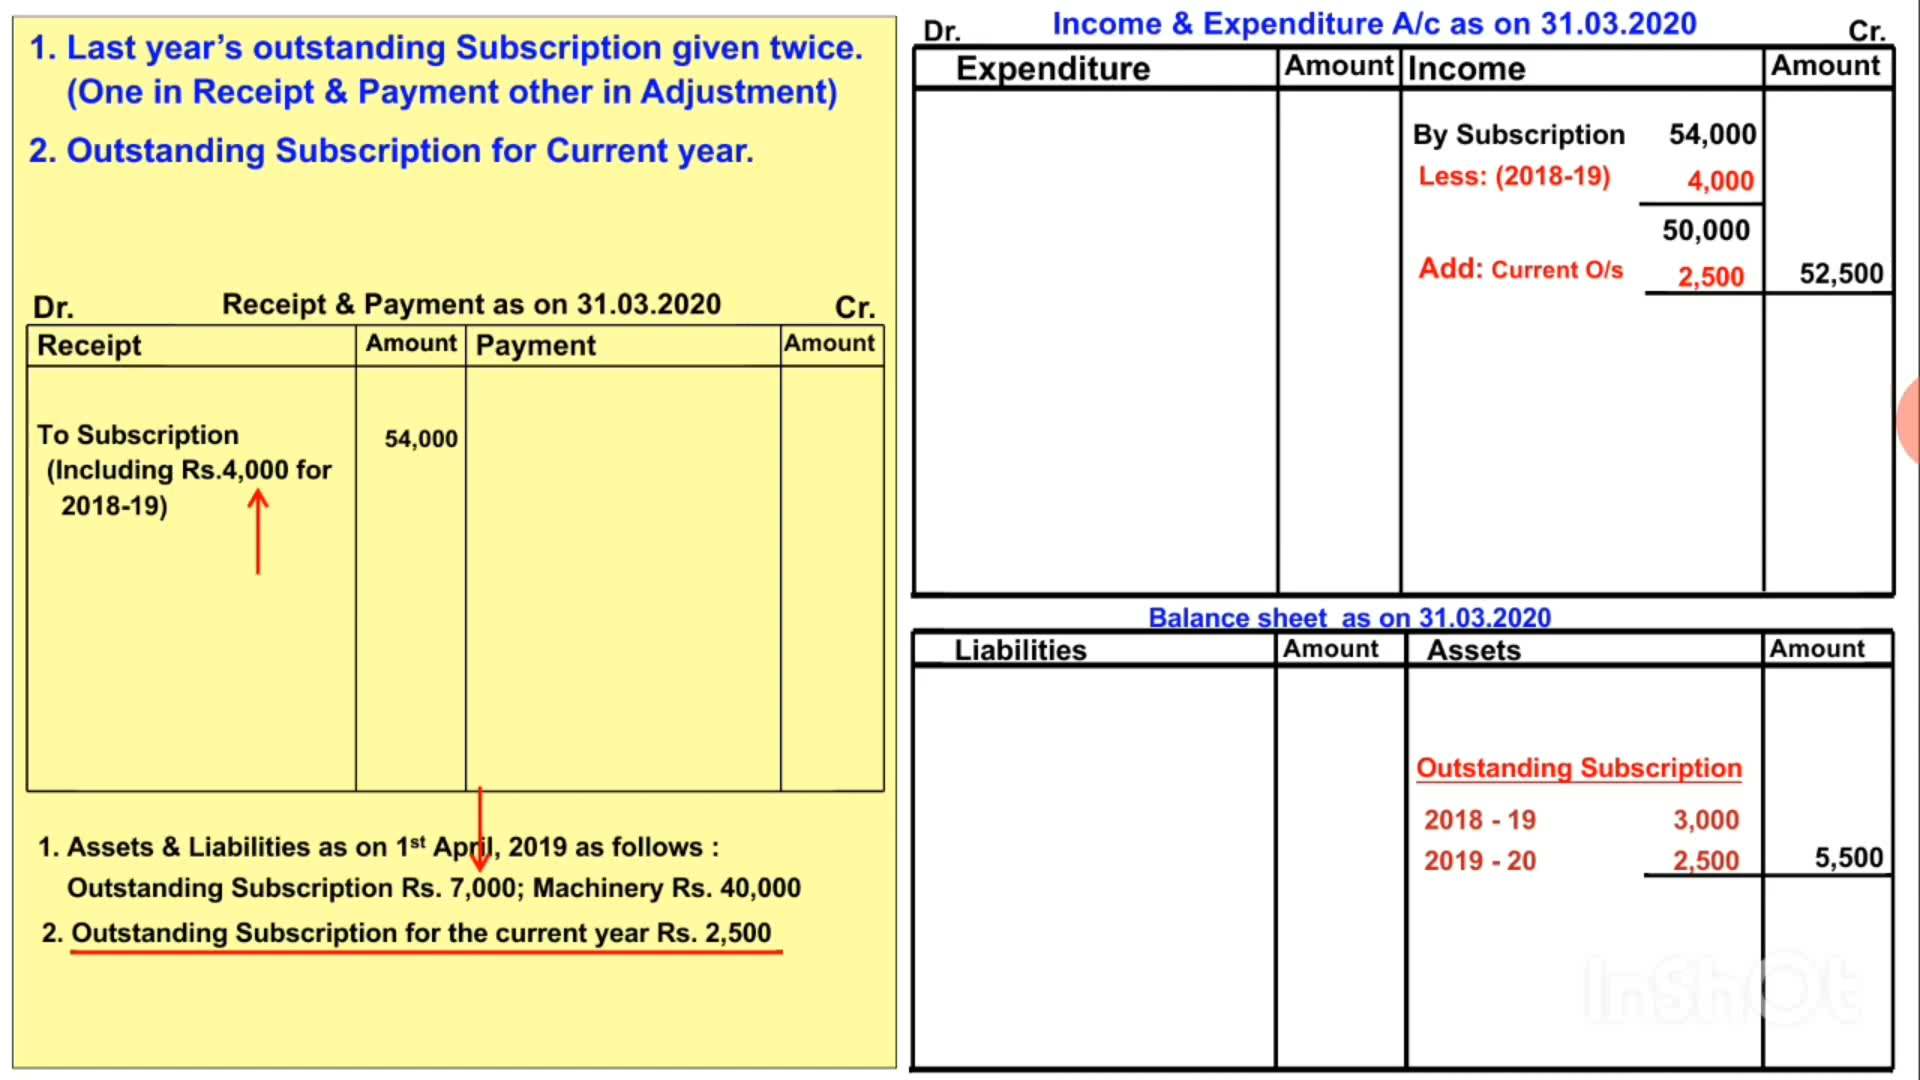 1. Last year's outstanding Subscription given twice.
(One in Receipt & Payment other in Adjustment)
2. Outstanding Subscription for Current year.
Dr. Receipt & Payment as on 31.03.2020 Cr.
Receipt Amount Payment Amount
To Subscription 54,000
(Including Rs.4,000 for
2018-19)
1. Assets & Liabilities as on 1st April, 2019 as follows :
Outstanding Subscription Rs. 7,000; Machinery Rs. 40,000
2. Outstanding Subscription for the current year Rs. 2,500
Dr. Income & Expenditure A/c as on 31.03.2020 Cr.
Expenditure Amount Income Amount
By Subscription 54,000
Less: (2018-19) 4,000
50,000
Add: Current O/s 2,500 52,500
Balance sheet as on 31.03.2020
Liabilities Amount Assets Amount
Outstanding Subscription
2018 - 19 3,000
2019 - 20 2,500 5,500
InShOt